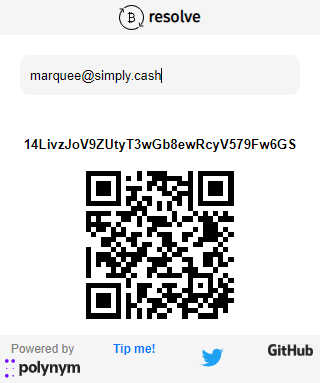 resolve
marquee@simply.cash
14LivzJoV9ZUtyT3wGb8ewRcyV579Fw6GS
Powered by
polynym
Tip me!
GitHub